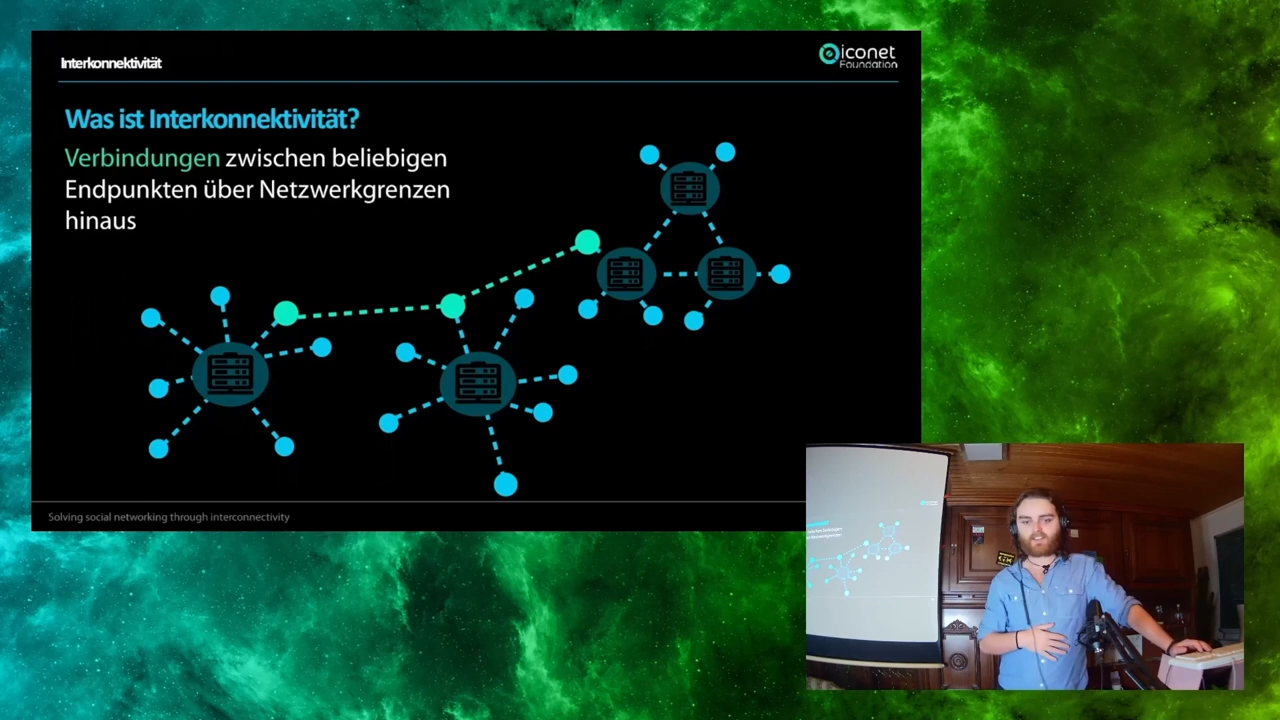 Interkonnektivität
iconet
Foundation
Was ist Interkonnektivität?
Verbindungen zwischen beliebigen
Endpunkten über Netzwerkgrenzen
hinaus
Solving social networking through interconnectivity